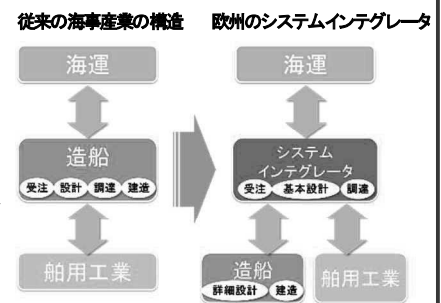 従来の海事産業の構造
欧州のシステムインテグレータ
海運
造船
受注 設計 調達 建造
舶用工業
海運
システム
インテグレータ
受注 基本設計 調達
造船
詳細設計 建造
舶用工業